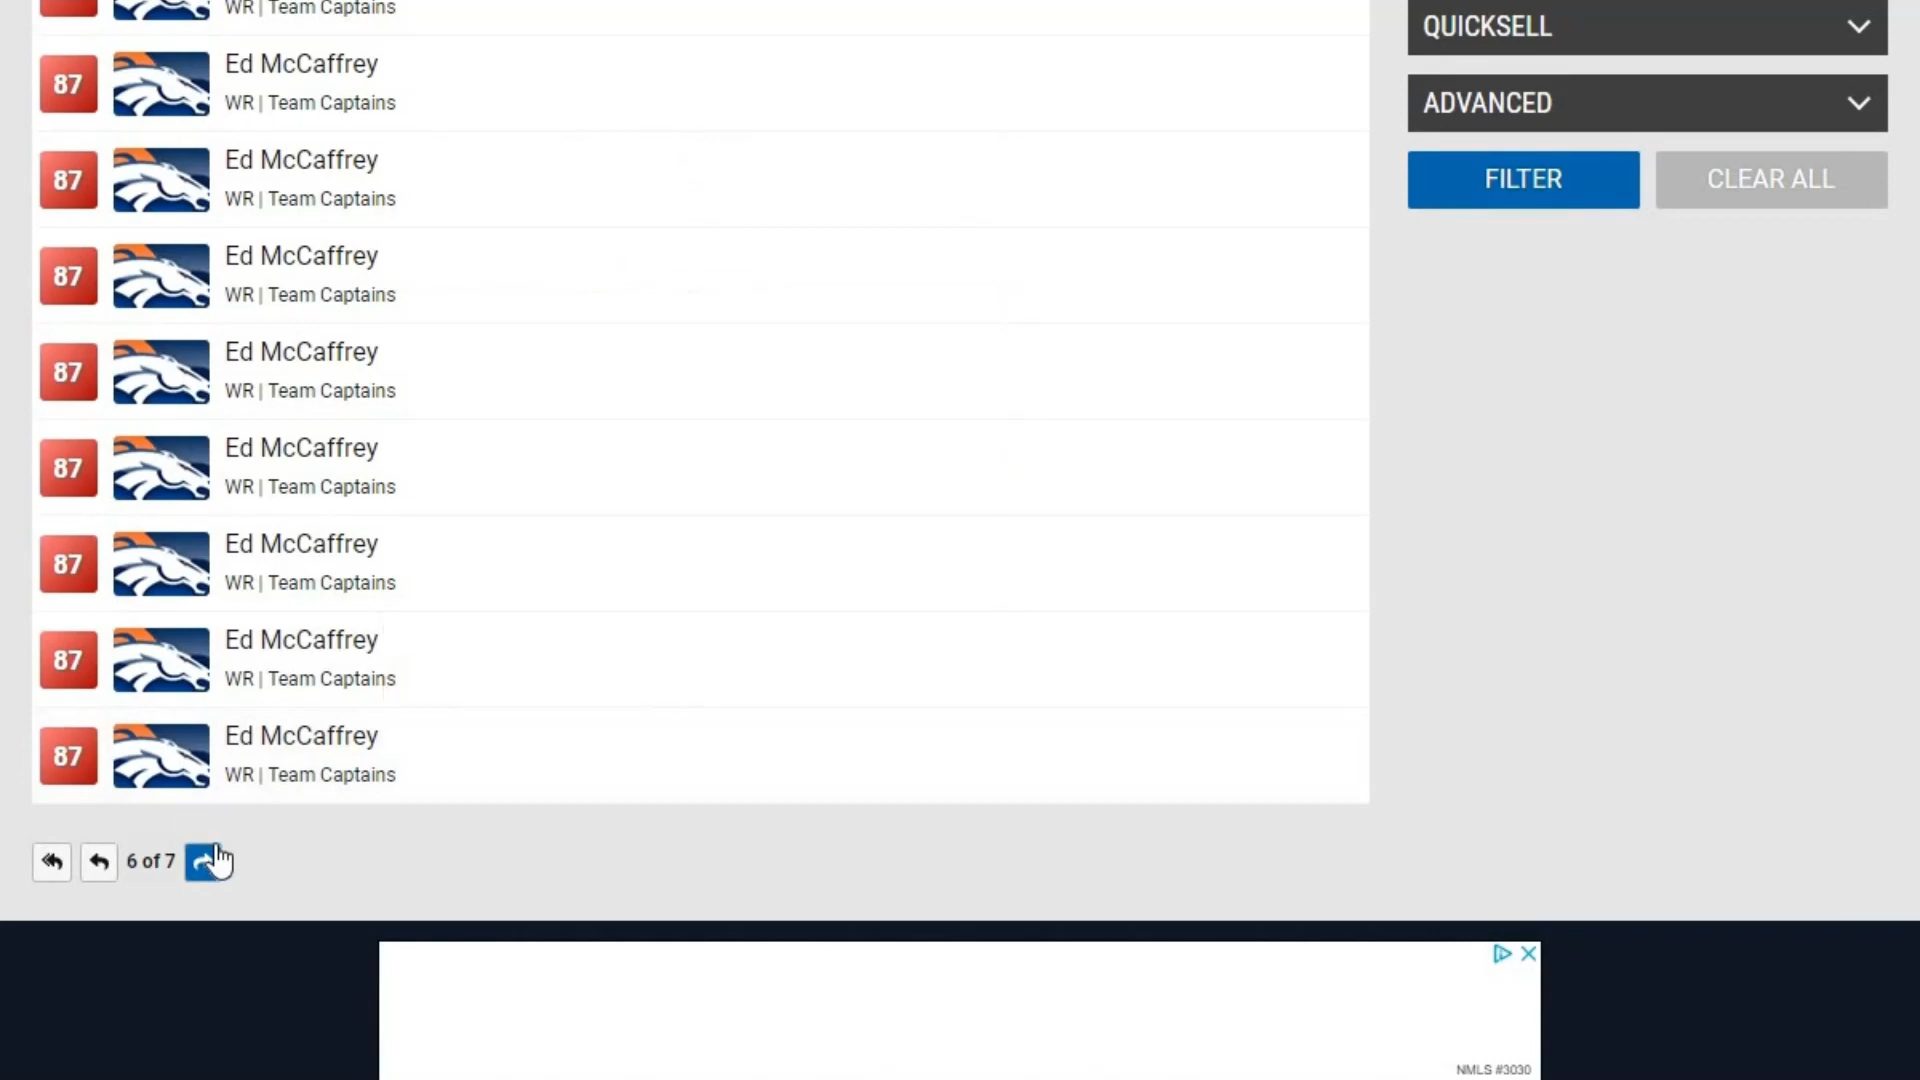 WR | Team Captains
87
Ed McCaffrey
WR | Team Captains
87
Ed McCaffrey
WR | Team Captains
87
Ed McCaffrey
WR | Team Captains
87
Ed McCaffrey
WR | Team Captains
87
Ed McCaffrey
WR | Team Captains
87
Ed McCaffrey
WR | Team Captains
87
Ed McCaffrey
WR | Team Captains
87
Ed McCaffrey
WR | Team Captains
6 of 7
QUICKSELL
ADVANCED
FILTER
CLEAR ALL
NMLS #3030